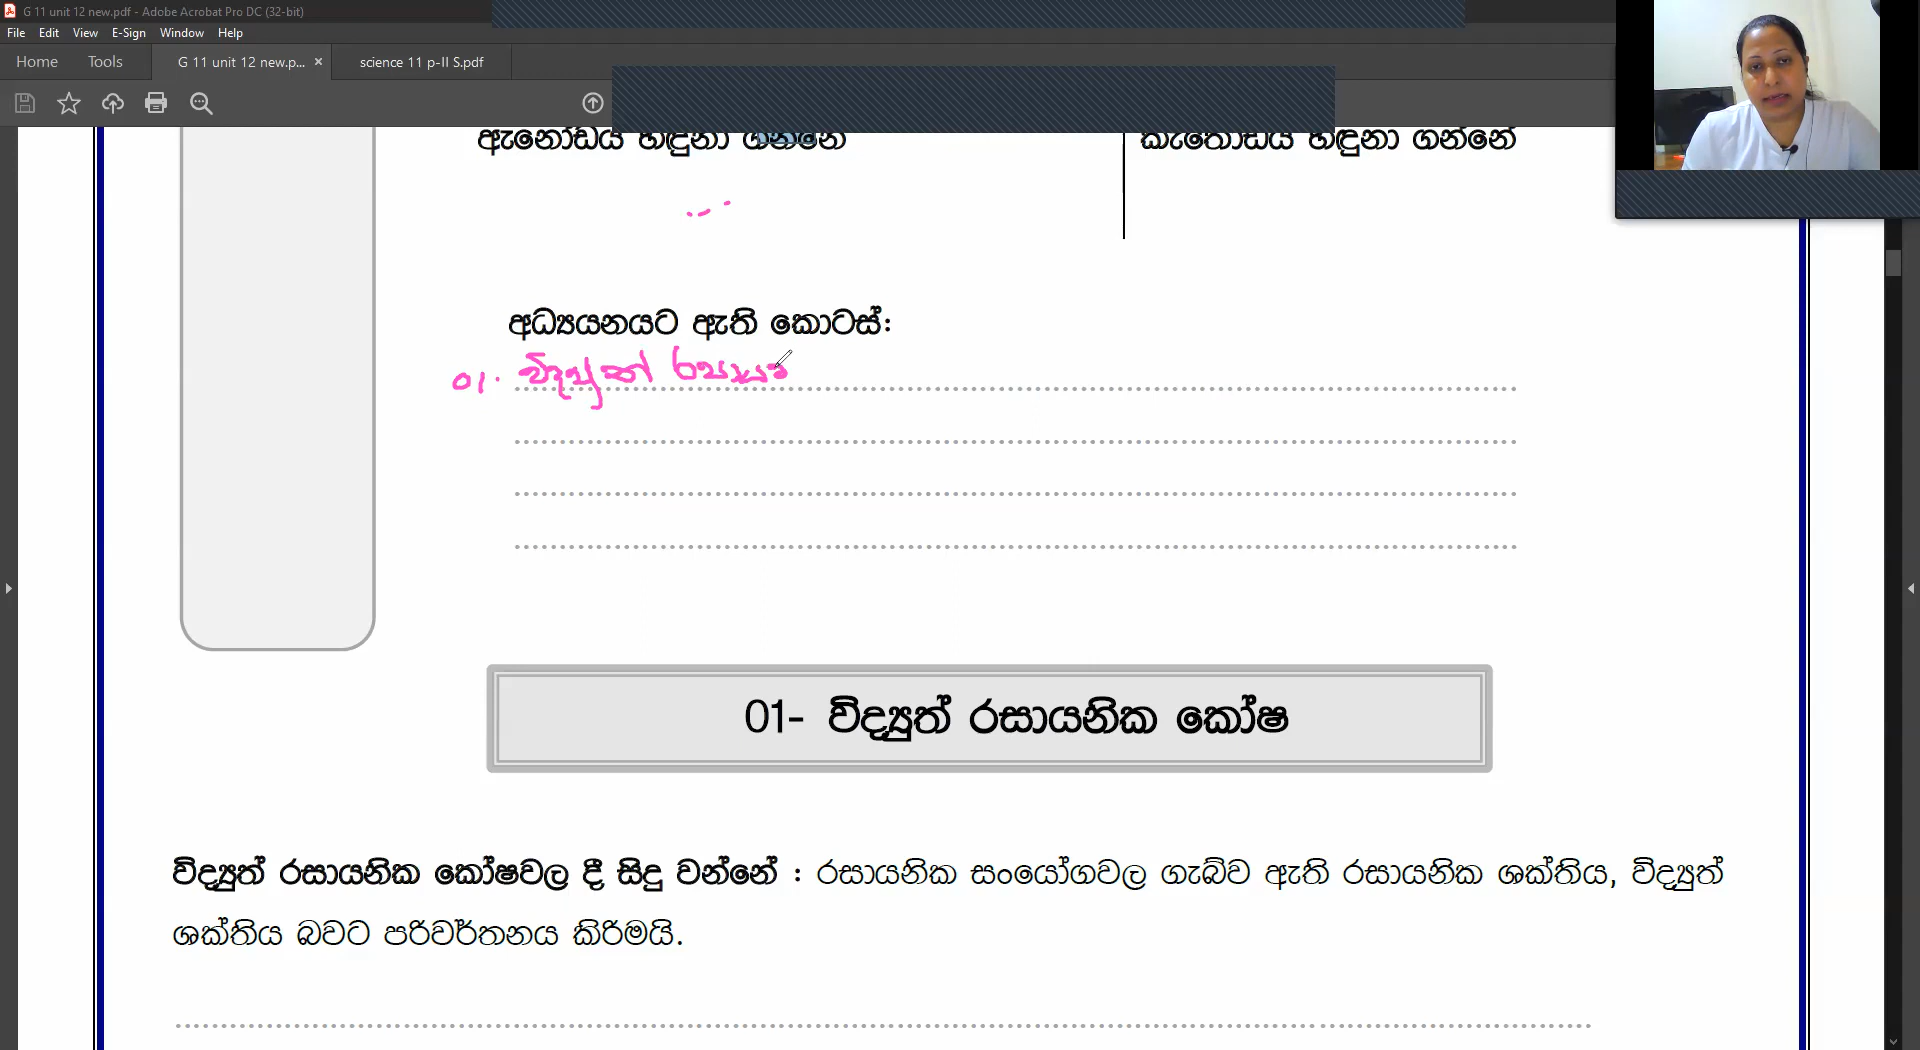 G 11 unit 12 new.pdf - Adobe Acrobat Pro DC (32-bit)
File Edit View E-Sign Window Help
Home Tools G 11 unit 12 new.p... × science 11 p-II S.pdf
ඇනෝඩය හඳුනා ගන්නේ කැතෝඩය හඳුනා ගන්නේ
අධ්‍යයනයට ඇති කොටස්:
01. විද්‍යුත්
01- විද්‍යුත් රසායනික කෝෂ
විද්‍යුත් රසායනික කෝෂවල දී සිදු වන්නේ : රසායනික සංයෝගවල ගැබ්ව ඇති රසායනික ශක්තිය, විද්‍යුත්
ශක්තිය බවට පරිවර්තනය කිරිමයි.